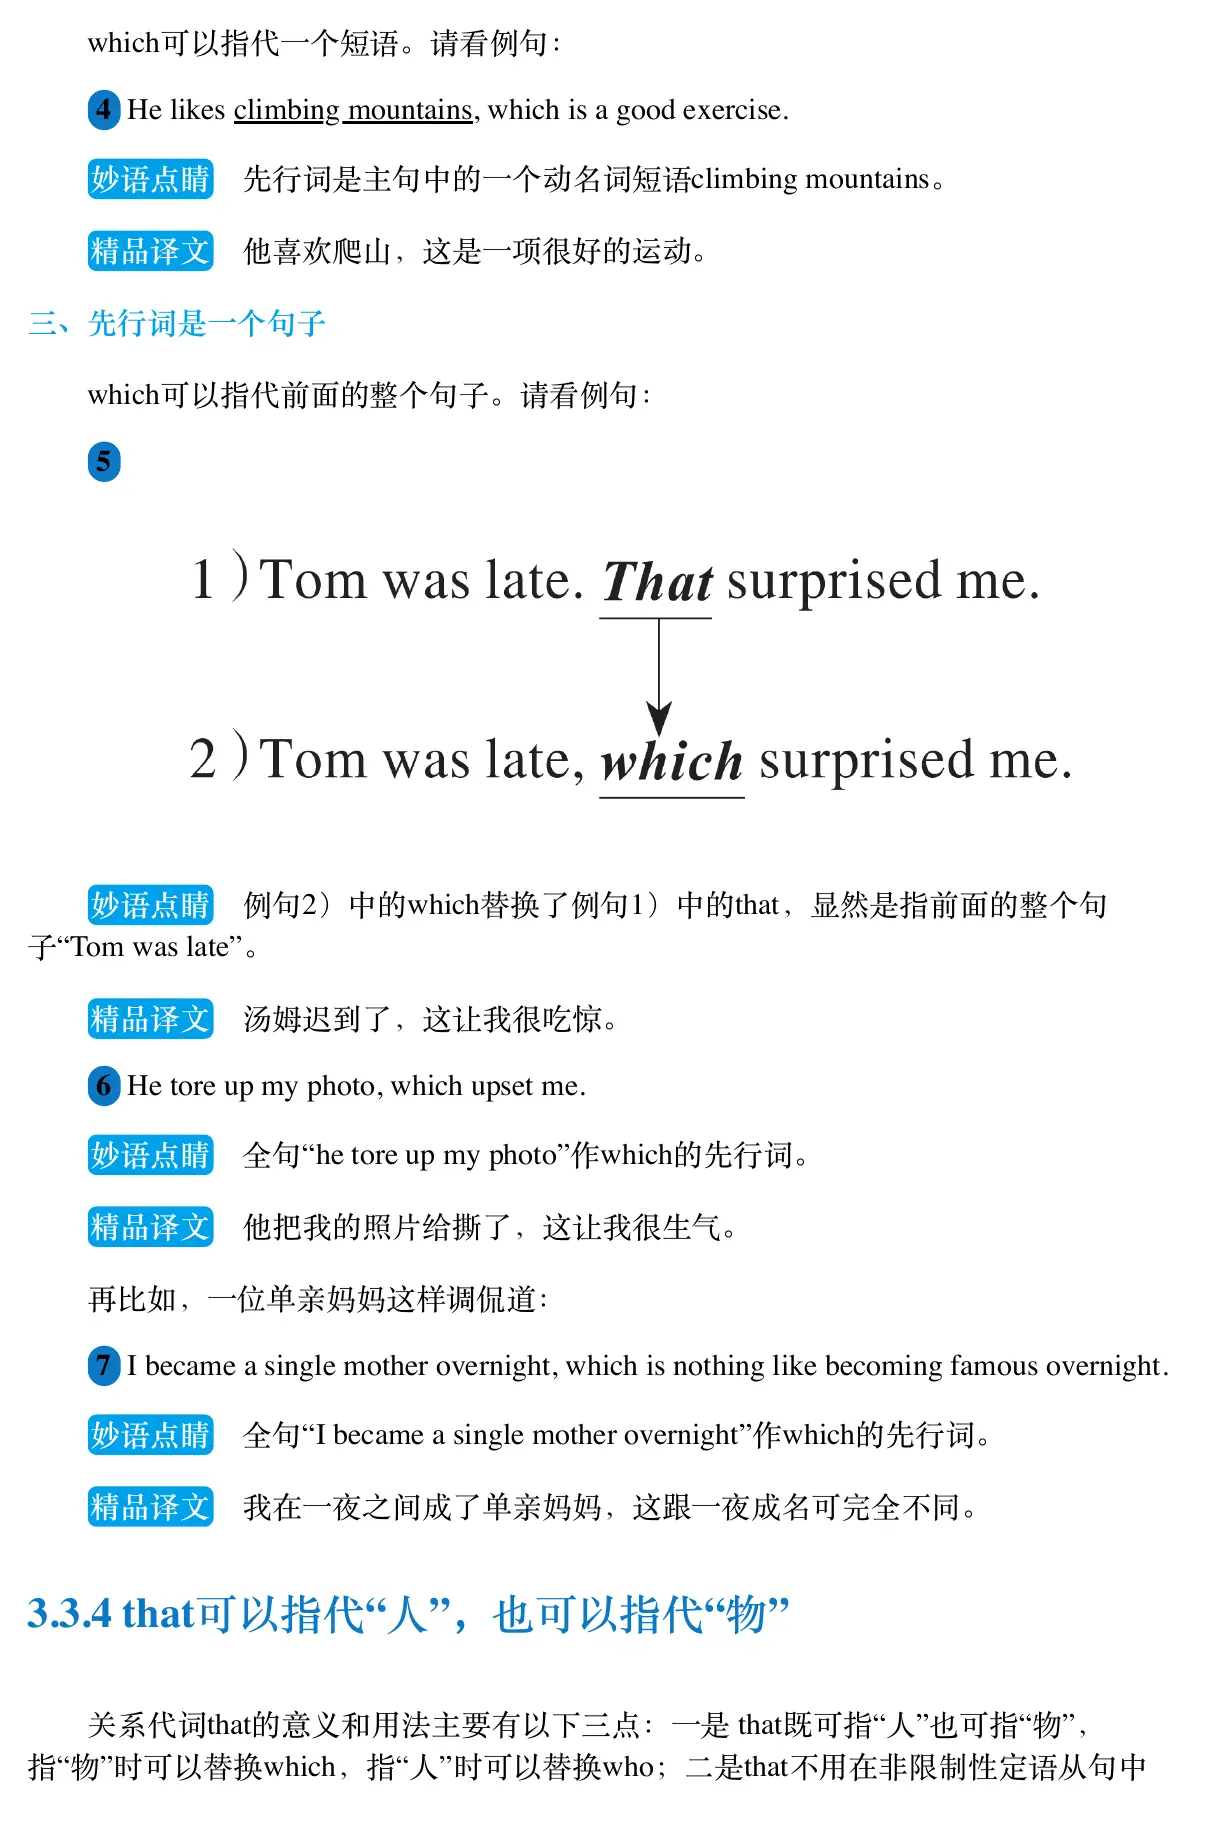 which可以指代一个短语。请看例句：
4 He likes climbing mountains, which is a good exercise.
妙语点睛 先行词是主句中的一个动名词短语climbing mountains。
精品译文 他喜欢爬山，这是一项很好的运动。
三、先行词是一个句子
which可以指代前面的整个句子。请看例句：
5
1）Tom was late. That surprised me.
2）Tom was late, which surprised me.
妙语点睛 例句2）中的which替换了例句1）中的that，显然是指前面的整个句
子“Tom was late”。
精品译文 汤姆迟到了，这让我很吃惊。
6 He tore up my photo, which upset me.
妙语点睛 全句“he tore up my photo”作which的先行词。
精品译文 他把我的照片给撕了，这让我很生气。
再比如，一位单亲妈妈这样调侃道：
7 I became a single mother overnight, which is nothing like becoming famous overnight.
妙语点睛 全句“I became a single mother overnight”作which的先行词。
精品译文 我在一夜之间成了单亲妈妈，这跟一夜成名可完全不同。
3.3.4 that可以指代“人”，也可以指代“物”
关系代词that的意义和用法主要有以下三点：一是 that既可指“人”也可指“物”，
指“物”时可以替换which，指“人”时可以替换who；二是that不用在非限制性定语从句中